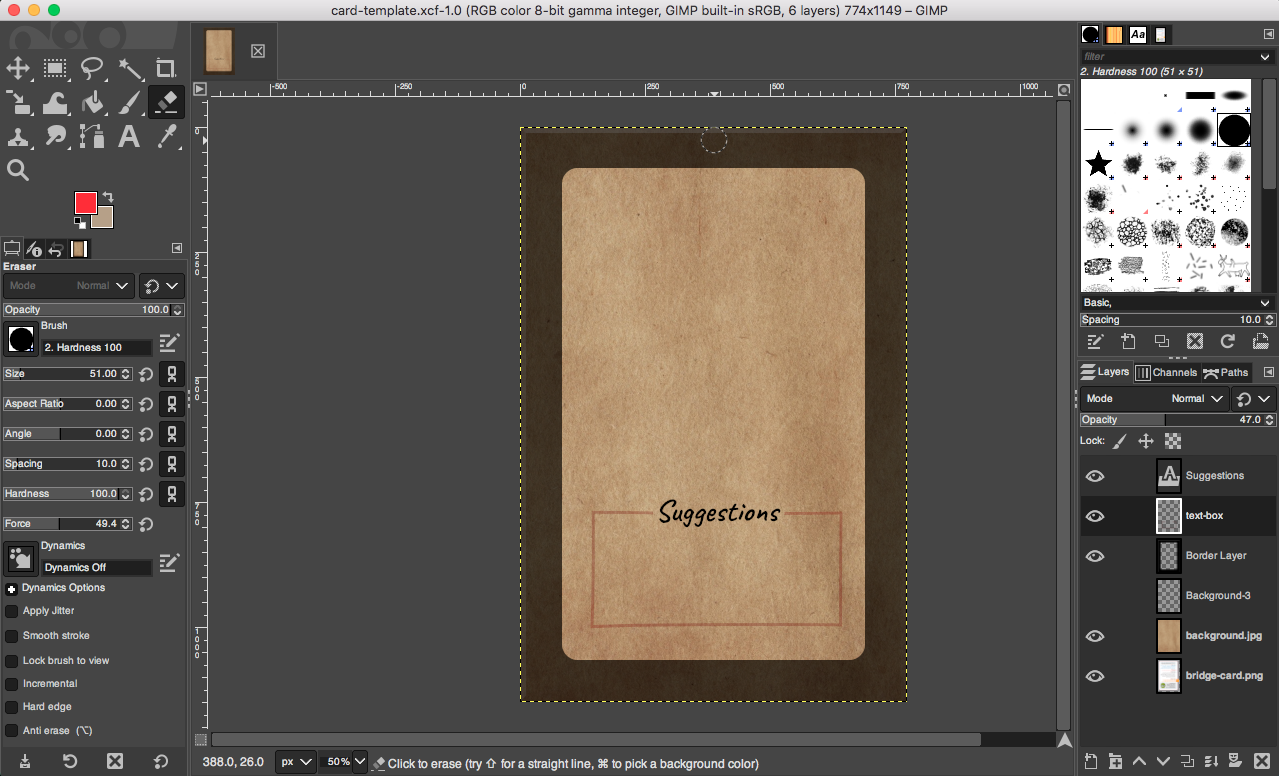 card-template.xcf-1.0 (RGB color 8-bit gamma integer, GIMP built-in sRGB, 6 layers) 774x1149 – GIMP
Aa
filter
2. Hardness 100 (51 × 51)
-500
-250
0
250
500
750
1000
0
250
500
750
1000
A
Eraser
Mode Normal
Opacity 100.0
Brush
2. Hardness 100
Size 51.00
Aspect Ratio 0.00
Angle 0.00
Spacing 10.0
Hardness 100.0
Force 49.4
Dynamics
Dynamics Off
Dynamics Options
Apply Jitter
Smooth stroke
Lock brush to view
Incremental
Hard edge
Anti erase (⌥)
Suggestions
388.0, 26.0 px 50% Click to erase (try ⇧ for a straight line, ⌘ to pick a background color)
Basic,
Spacing 10.0
Layers Channels Paths
Mode Normal
Opacity 47.0
Lock:
A Suggestions
text-box
Border Layer
Background-3
background.jpg
bridge-card.png